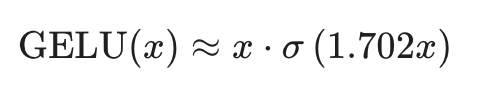 GELU(x) ≈ x · σ (1.702x)